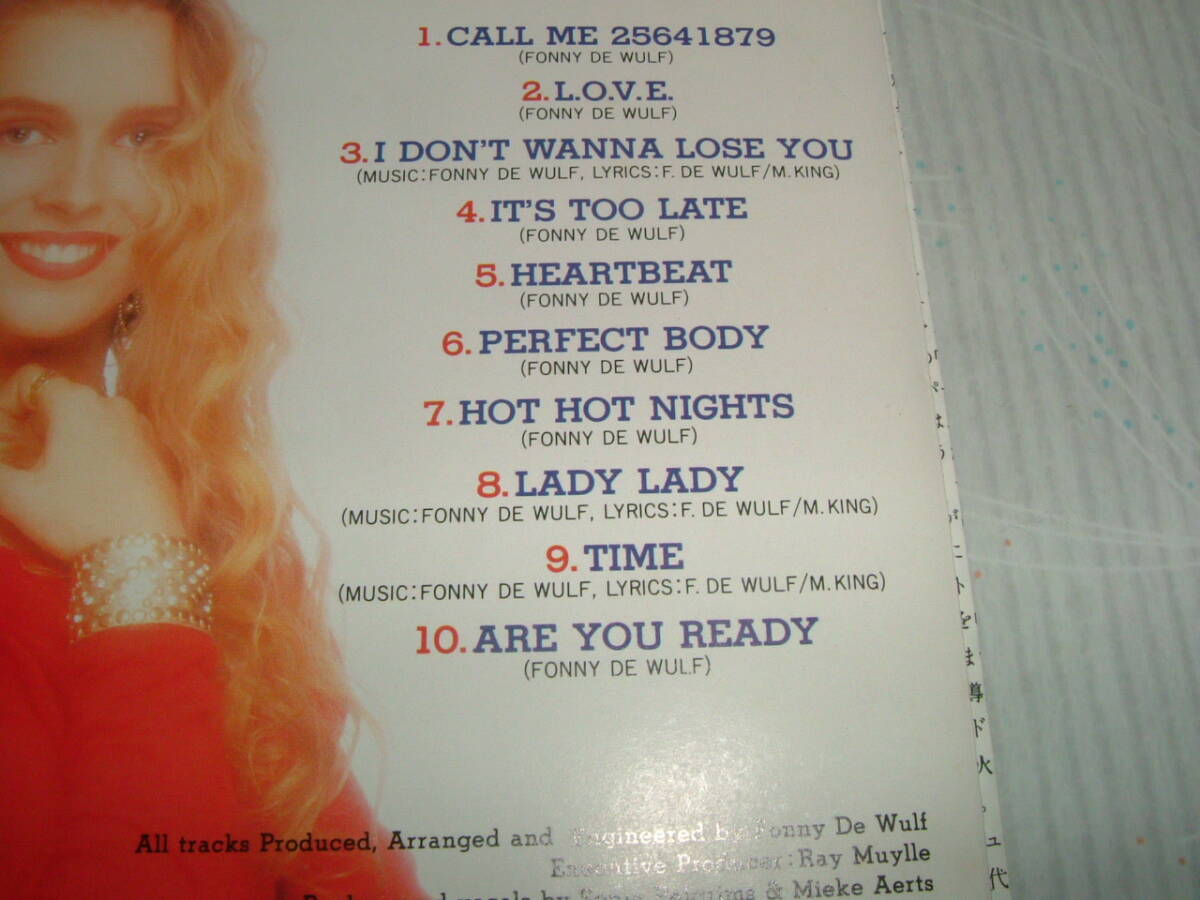 1. CALL ME 25641879
(FONNY DE WULF)
2. L.O.V.E.
(FONNY DE WULF)
3. I DON'T WANNA LOSE YOU
(MUSIC:FONNY DE WULF, LYRICS:F. DE WULF/M.KING)
4. IT'S TOO LATE
(FONNY DE WULF)
5. HEARTBEAT
(FONNY DE WULF)
6. PERFECT BODY
(FONNY DE WULF)
7. HOT HOT NIGHTS
(FONNY DE WULF)
8. LADY LADY
(MUSIC:FONNY DE WULF, LYRICS:F. DE WULF/M.KING)
9. TIME
(MUSIC:FONNY DE WULF, LYRICS:F. DE WULF/M.KING)
10. ARE YOU READY
(FONNY DE WULF)
All tracks Produced, Arranged and Engineered by Fonny De Wulf
Executive Producer: Ray Muylle
vocals by & Mieke Aerts